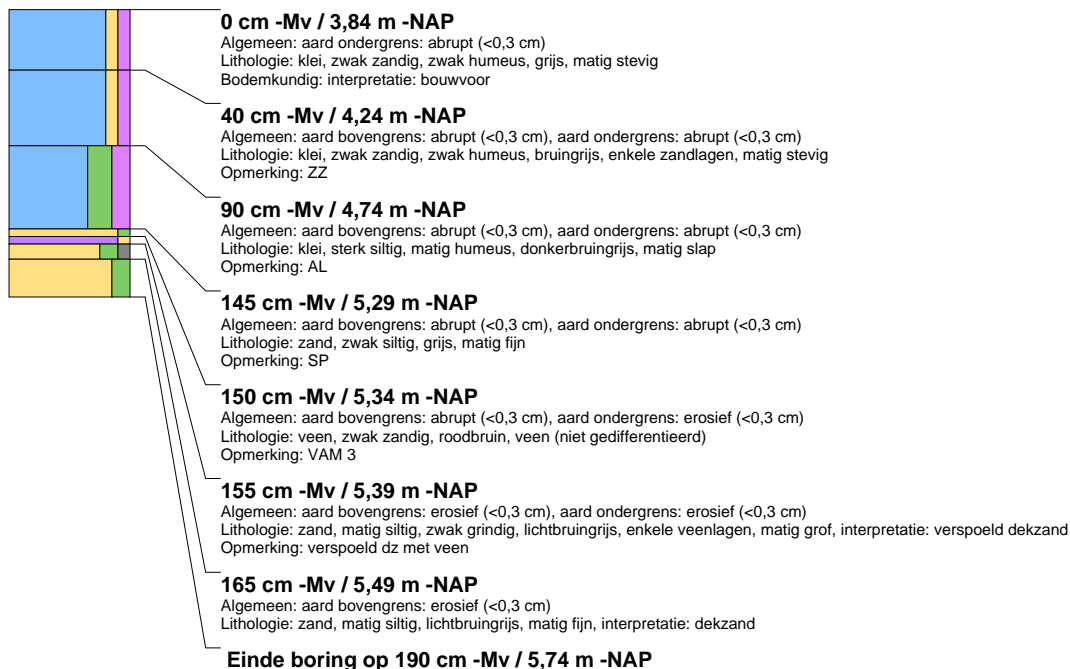 0 cm -Mv / 3,84 m -NAP
Algemeen: aard ondergrens: abrupt (<0,3 cm)
Lithologie: klei, zwak zandig, zwak humeus, grijs, matig stevig
Bodemkundig: interpretatie: bouwvoor
40 cm -Mv / 4,24 m -NAP
Algemeen: aard bovengrens: abrupt (<0,3 cm), aard ondergrens: abrupt (<0,3 cm)
Lithologie: klei, zwak zandig, zwak humeus, bruingrijs, enkele zandlagen, matig stevig
Opmerking: ZZ
90 cm -Mv / 4,74 m -NAP
Algemeen: aard bovengrens: abrupt (<0,3 cm), aard ondergrens: abrupt (<0,3 cm)
Lithologie: klei, sterk siltig, matig humeus, donkerbruingrijs, matig slap
Opmerking: AL
145 cm -Mv / 5,29 m -NAP
Algemeen: aard bovengrens: abrupt (<0,3 cm), aard ondergrens: abrupt (<0,3 cm)
Lithologie: zand, zwak siltig, grijs, matig fijn
Opmerking: SP
150 cm -Mv / 5,34 m -NAP
Algemeen: aard bovengrens: abrupt (<0,3 cm), aard ondergrens: erosief (<0,3 cm)
Lithologie: veen, zwak zandig, roodbruin, veen (niet gedifferentieerd)
Opmerking: VAM 3
155 cm -Mv / 5,39 m -NAP
Algemeen: aard bovengrens: erosief (<0,3 cm), aard ondergrens: erosief (<0,3 cm)
Lithologie: zand, matig siltig, zwak grindig, lichtbruingrijs, enkele veenlagen, matig grof, interpretatie: verspoeld dekzand
Opmerking: verspoeld dz met veen
165 cm -Mv / 5,49 m -NAP
Algemeen: aard bovengrens: erosief (<0,3 cm)
Lithologie: zand, matig siltig, lichtbruingrijs, matig fijn, interpretatie: dekzand
Einde boring op 190 cm -Mv / 5,74 m -NAP